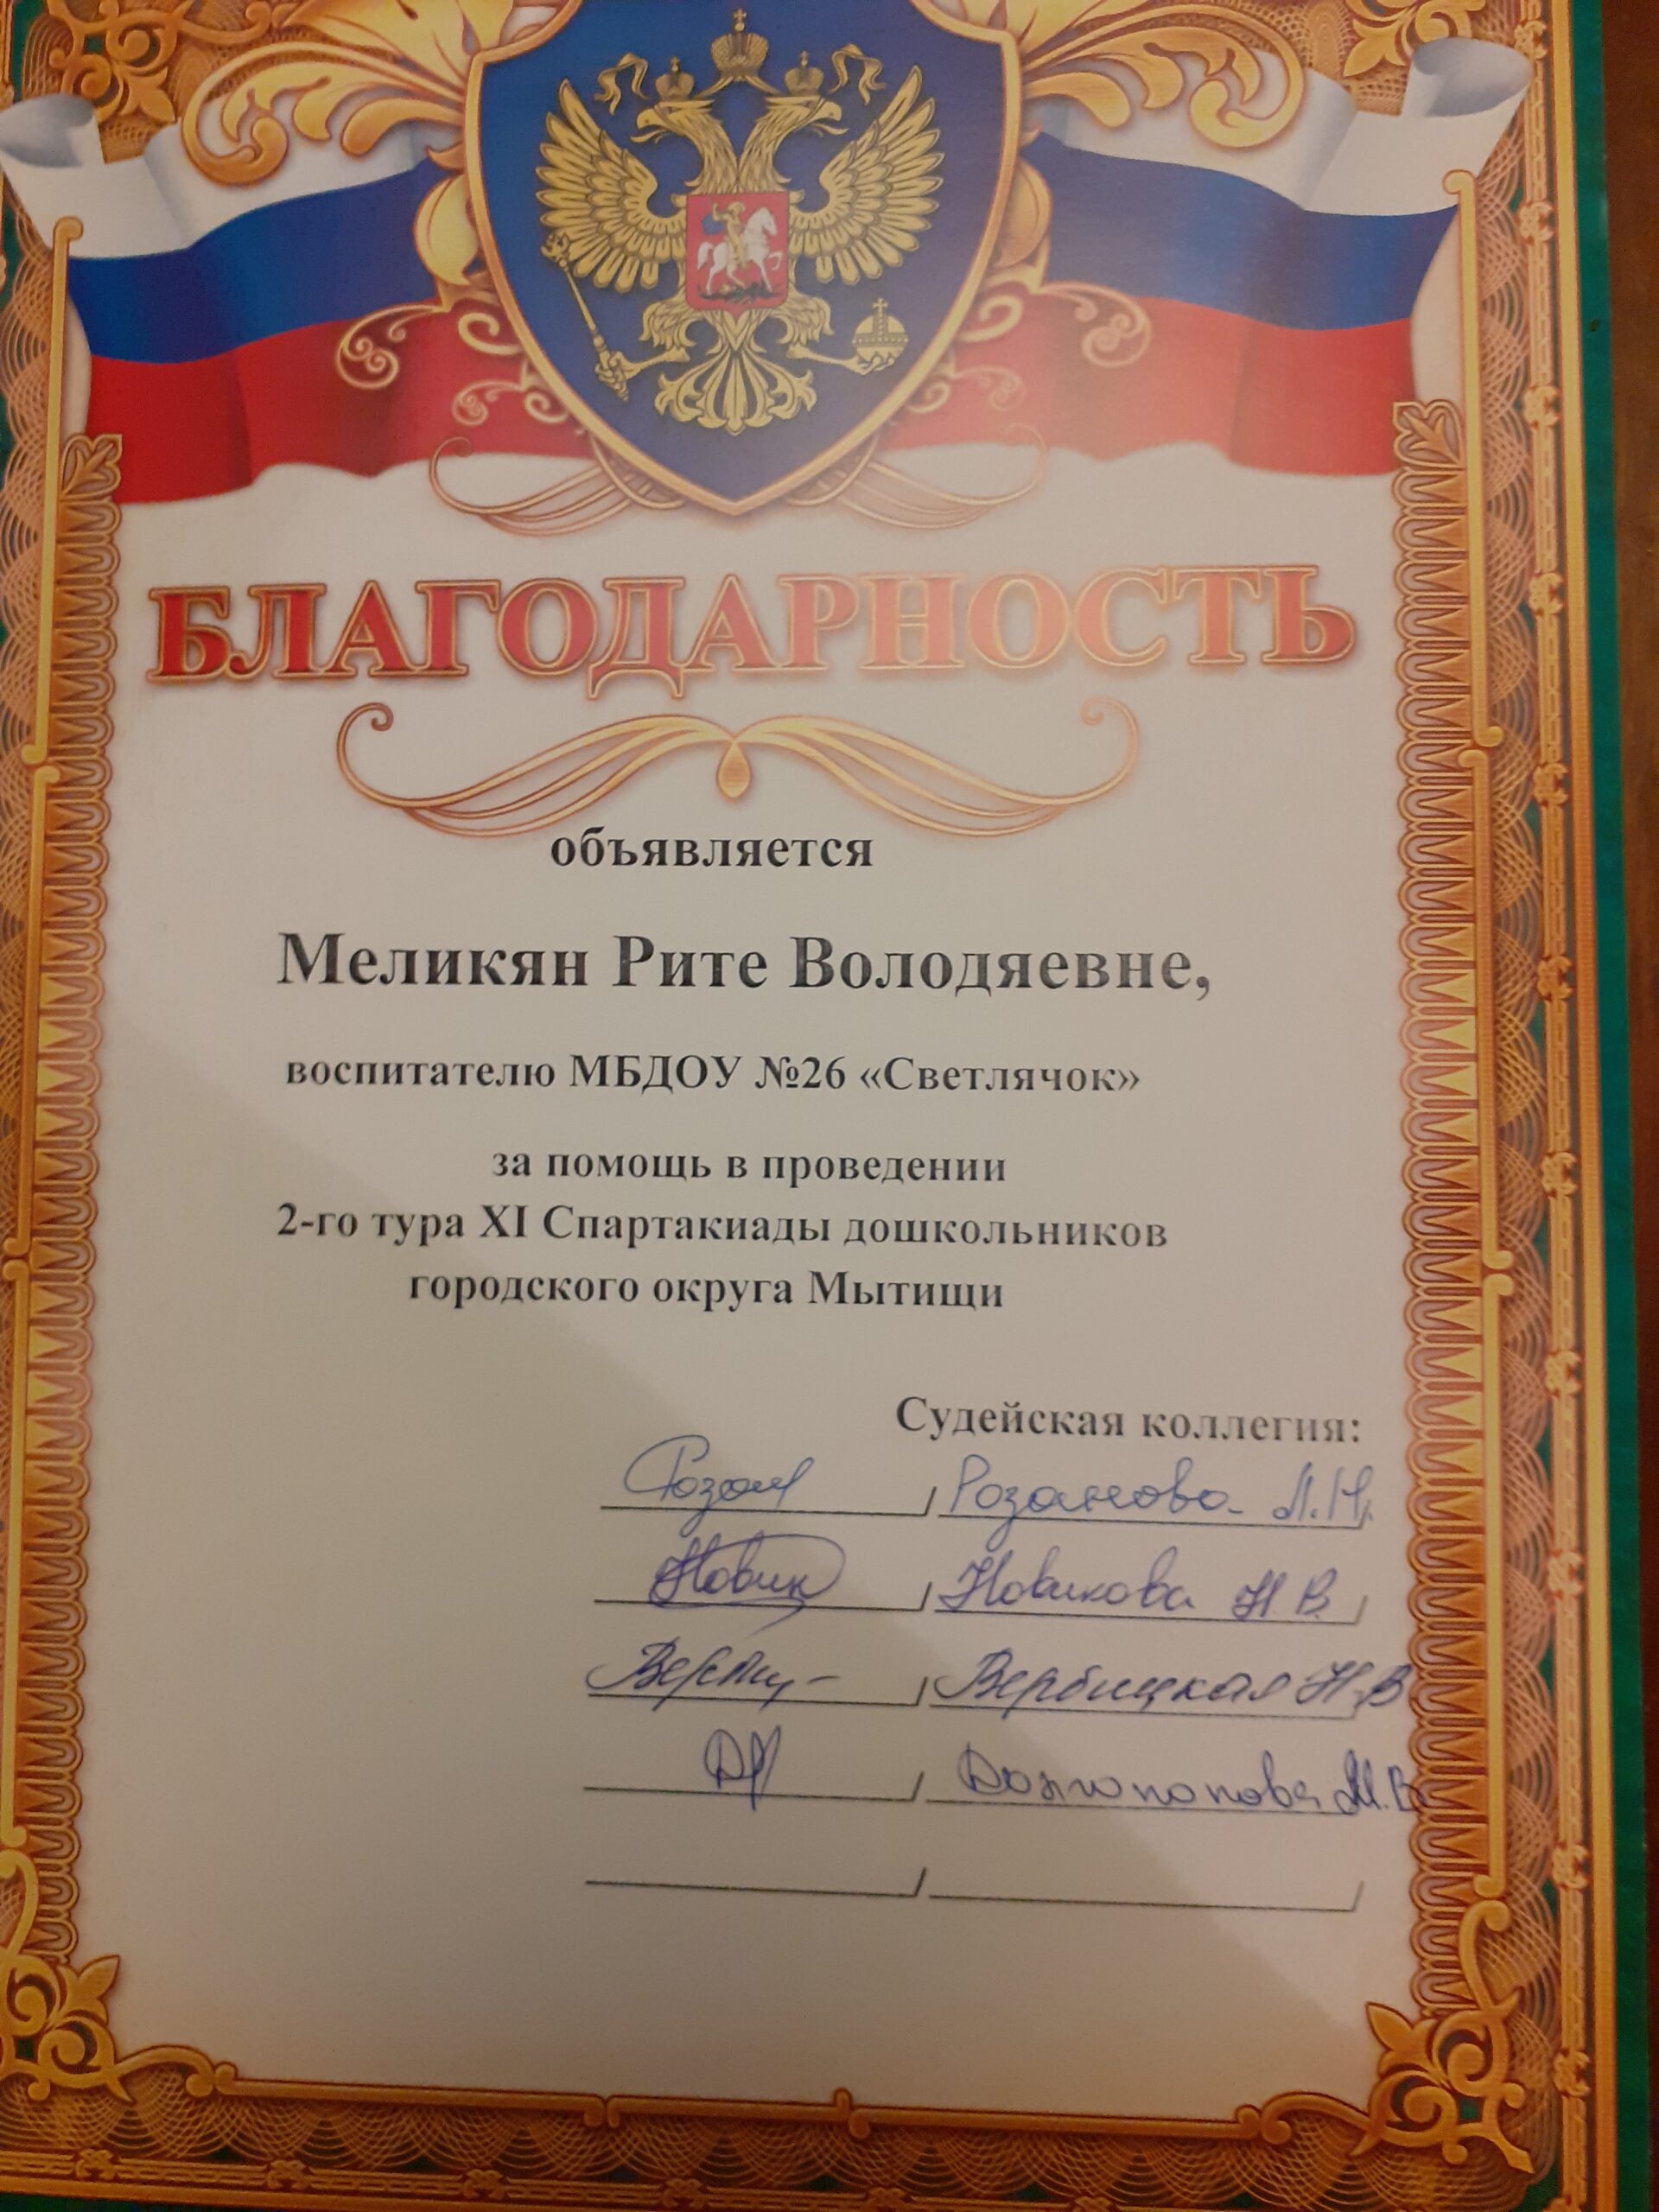 БЛАГОДАРНОСТЬ
объявляется
Меликян Рите Володяевне,
воспитателю МБДОУ №26 «Светлячок»
за помощь в проведении
2-го тура XI Спартакиады дошкольников
городского округа Мытищи
Судейская коллегия:
/ Розанова Л.Н.
Новик / Новикова Н.В.
/ Вербицкая Н.В
/ Долгополова М.В.